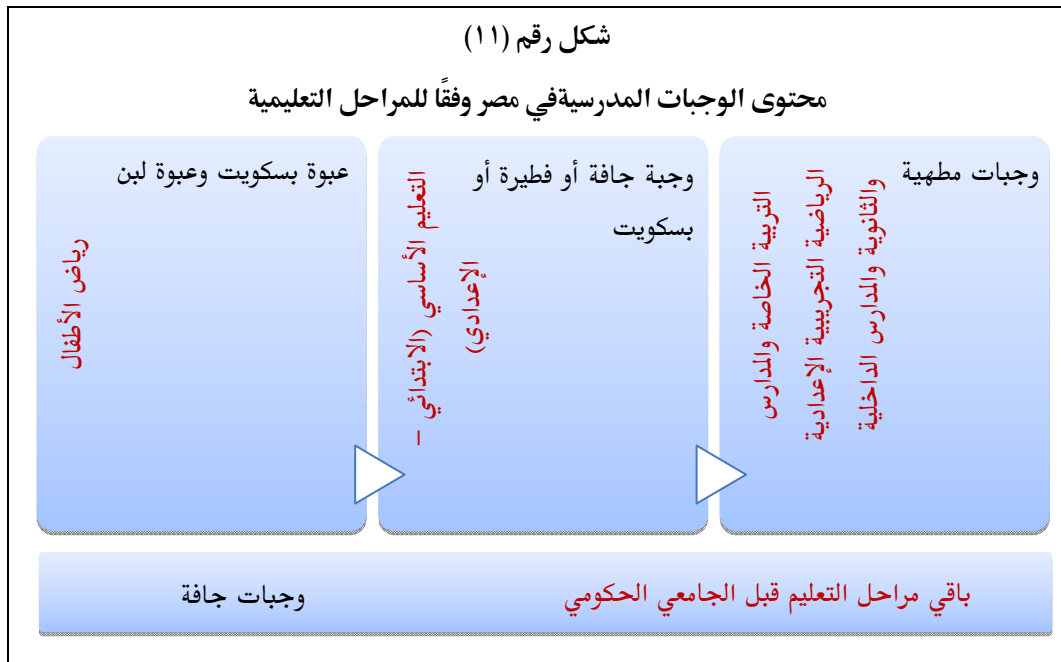 شكل رقم (١١)
محتوى الوجبات المدرسيةفي مصر وفقًا للمراحل التعليمية
وجبات مطهية
التربية الخاصة والمدارس
الرياضية التجريبية الإعدادية
والثانوية والمدارس الداخلية
وجبة جافة أو فطيرة أو
بسكويت
التعليم الأساسي (الابتدائي –
الإعدادي)
عبوة بسكويت وعبوة لبن
رياض الأطفال
باقي مراحل التعليم قبل الجامعي الحكومي
وجبات جافة